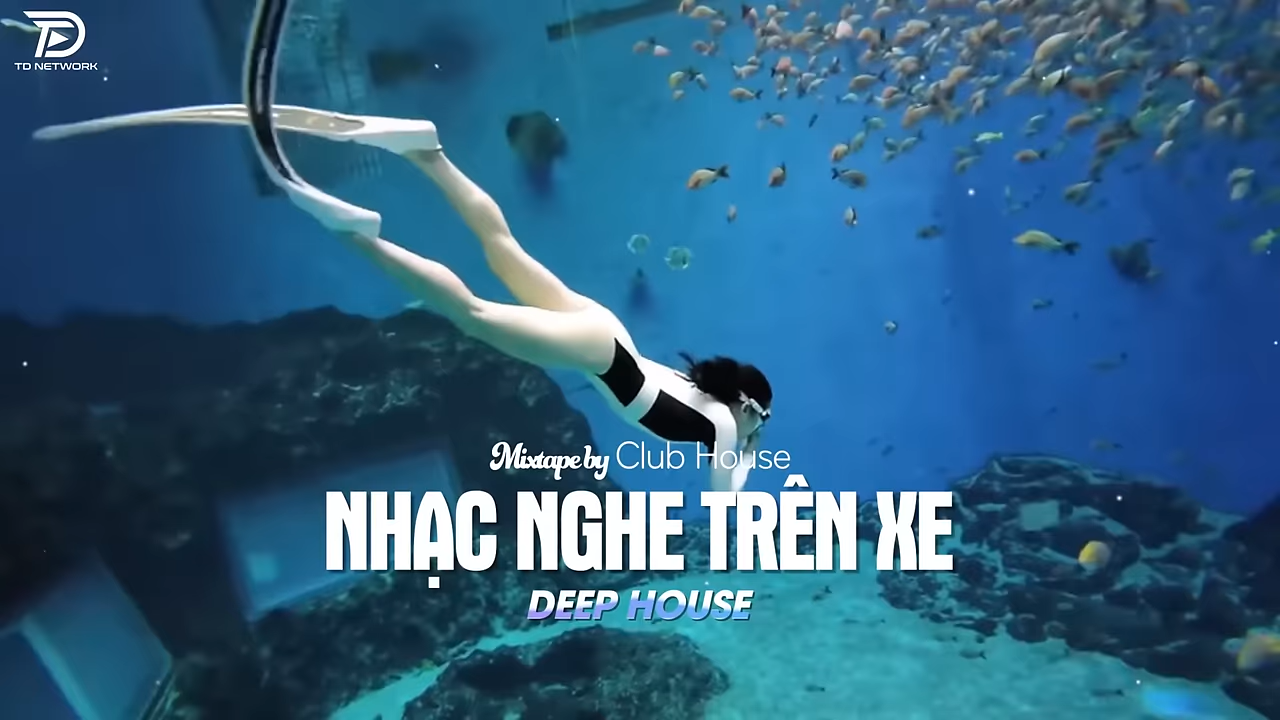 TD NETWORK
Mixtape by Club House
NHẠC NGHE TRÊN XE
DEEP HOUSE